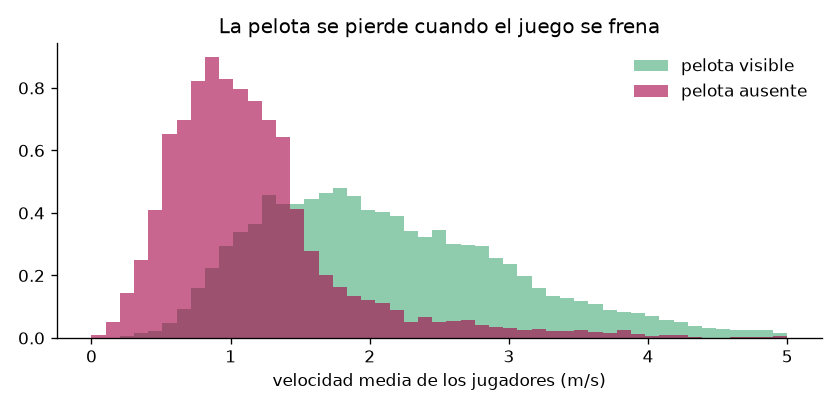 La pelota se pierde cuando el juego se frena
pelota visible
pelota ausente
0.8
0.6
0.4
0.2
0.0
0 1 2 3 4 5
velocidad media de los jugadores (m/s)